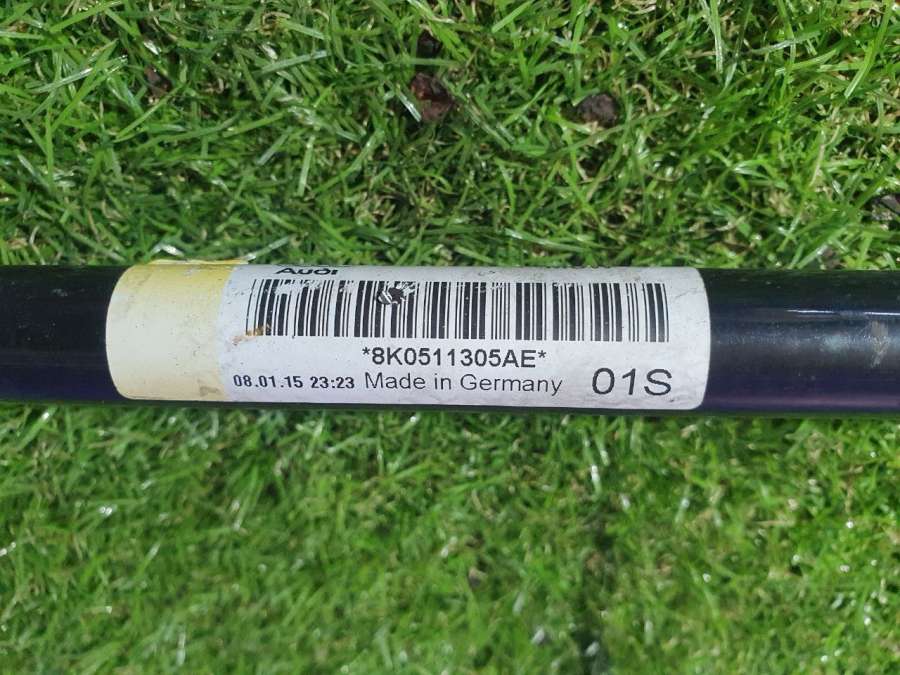 Audi
*8K0511305AE*
08.01.15 23:23 Made in Germany 01S